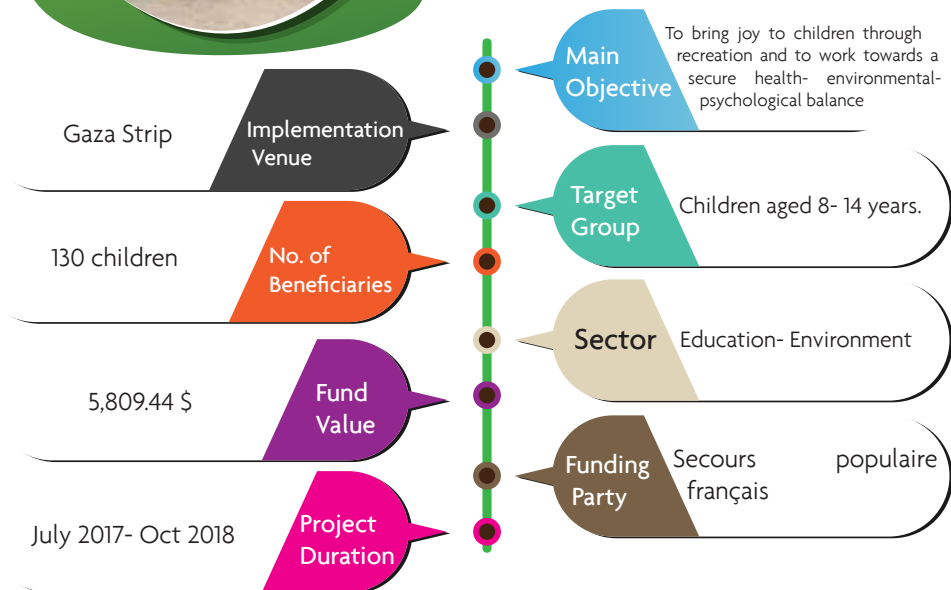 Main
Objective
To bring joy to children through
recreation and to work towards a
secure health- environmental-
psychological balance
Gaza Strip
Implementation
Venue
Target
Group
Children aged 8- 14 years.
130 children
No. of
Beneficiaries
Sector
Education- Environment
5,809.44 $
Fund
Value
Funding
Party
Secours populaire
français
July 2017- Oct 2018
Project
Duration